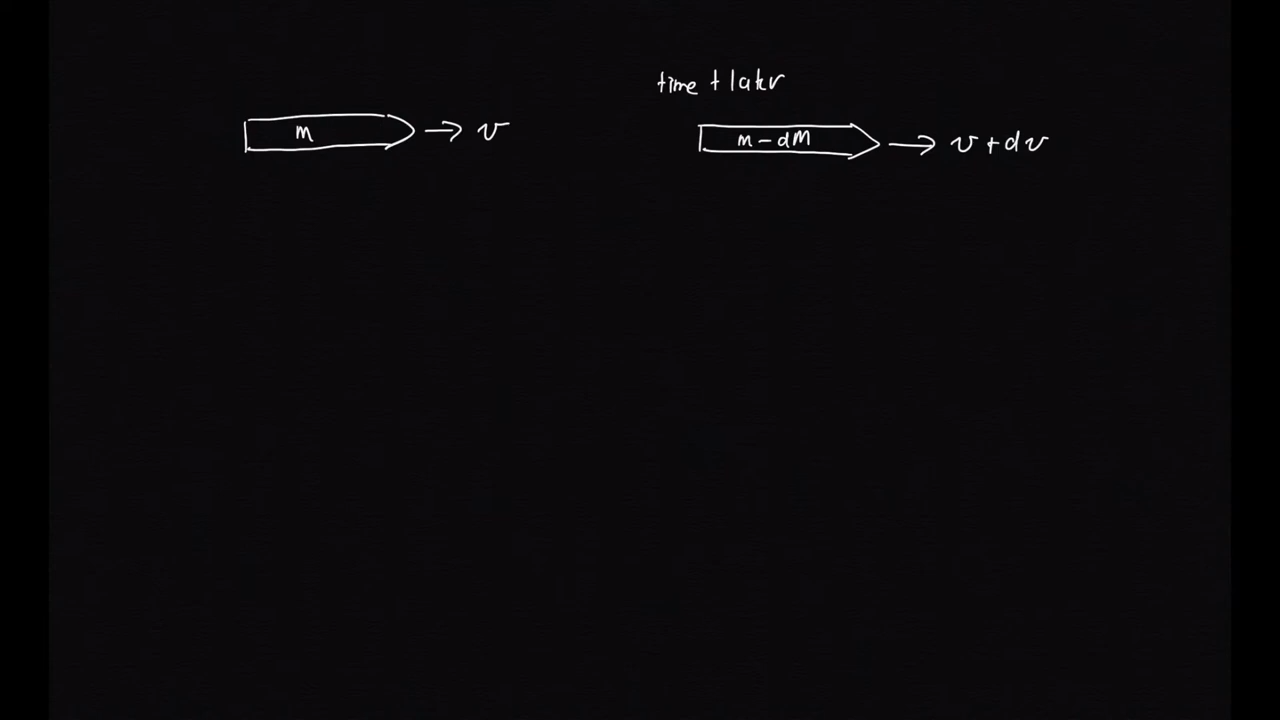 time t later
m → v
m - dM → v + dv